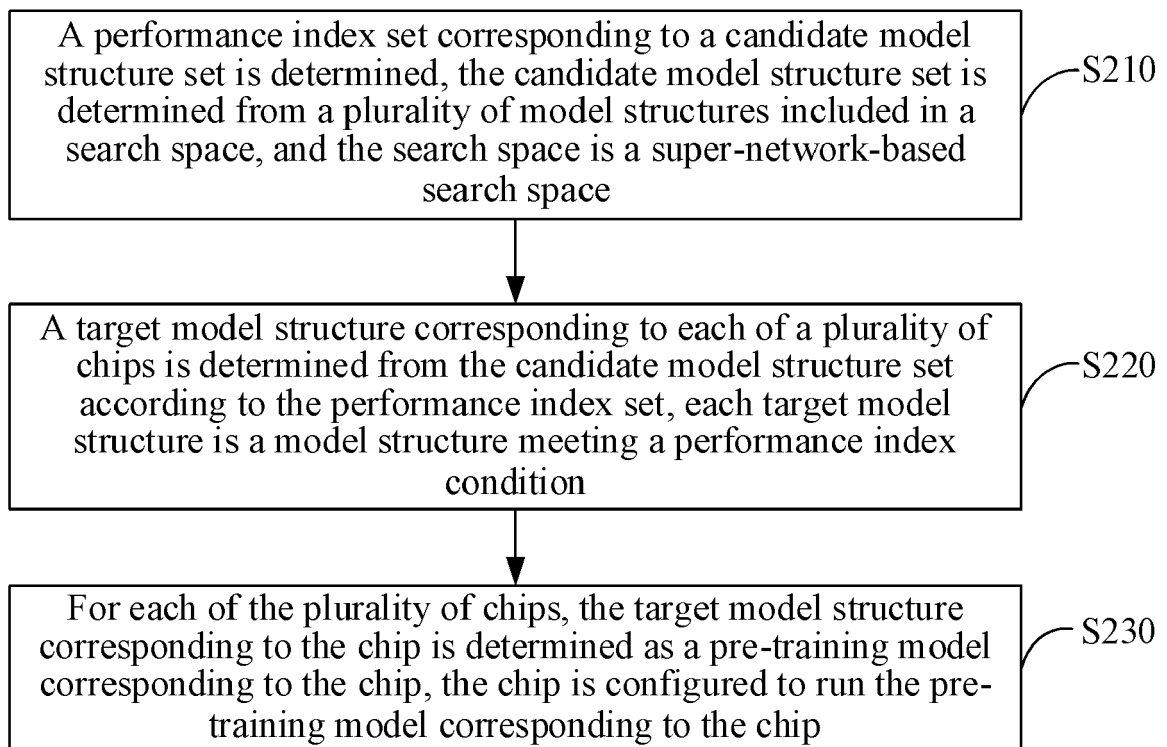 A performance index set corresponding to a candidate model
structure set is determined, the candidate model structure set is
determined from a plurality of model structures included in a
search space, and the search space is a super-network-based
search space
S210
A target model structure corresponding to each of a plurality of
chips is determined from the candidate model structure set
according to the performance index set, each target model
structure is a model structure meeting a performance index
condition
S220
For each of the plurality of chips, the target model structure
corresponding to the chip is determined as a pre-training model
corresponding to the chip, the chip is configured to run the pre-
training model corresponding to the chip
S230